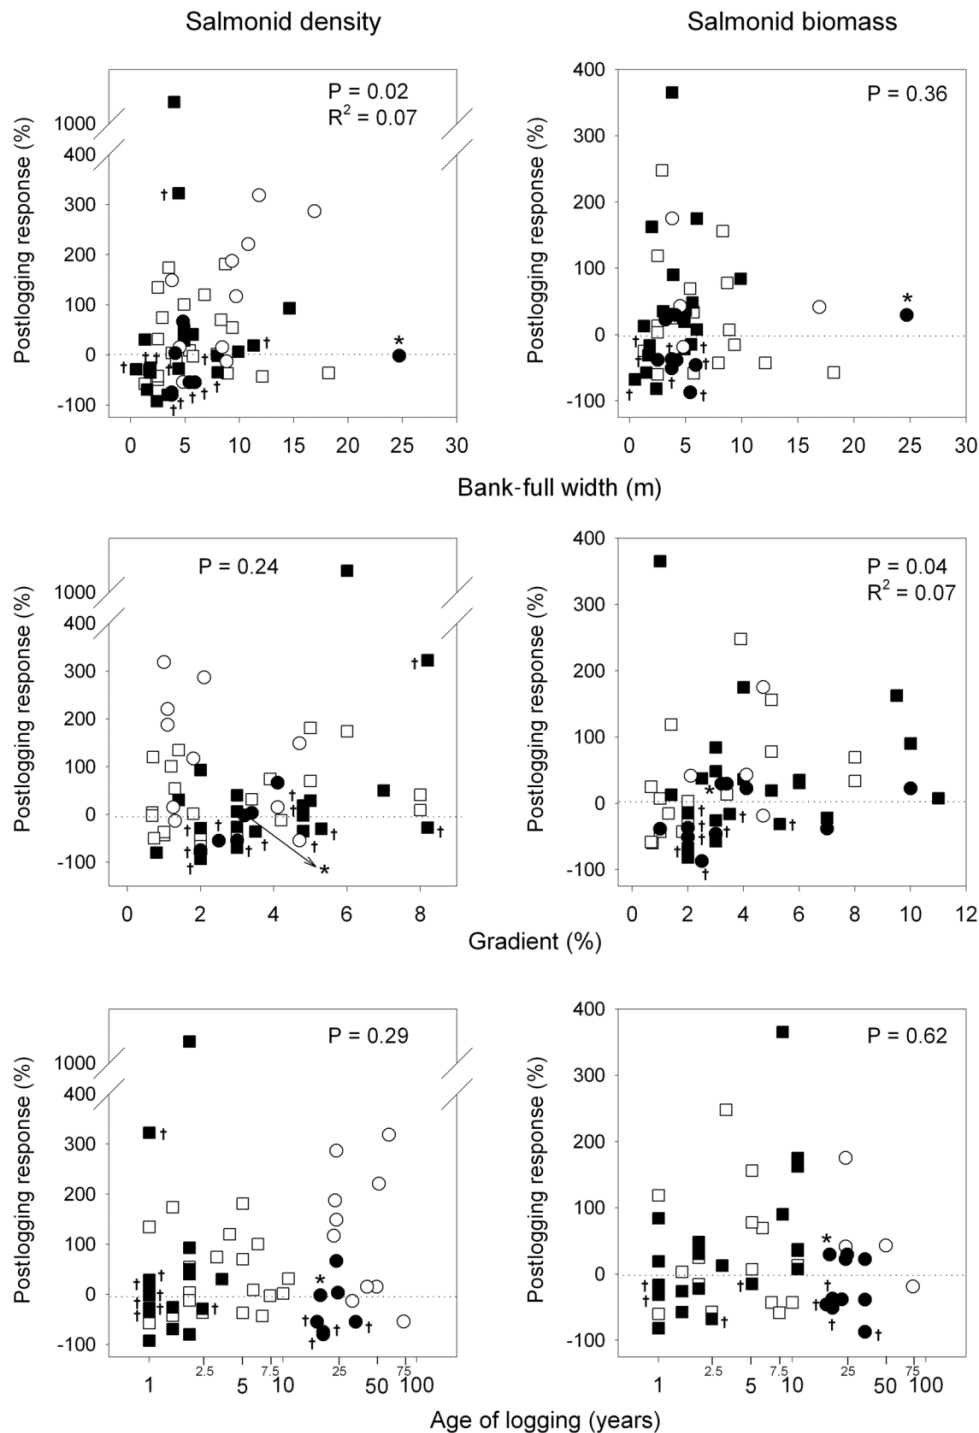 Salmonid density
Salmonid biomass
Postlogging response (%)
1000
400
300
200
100
0
-100
P = 0.02
R² = 0.07
†
*
0 5 10 15 20 25 30
Postlogging response (%)
400
300
200
100
0
-100
P = 0.36
*
†
0 5 10 15 20 25 30
Bank-full width (m)
Postlogging response (%)
1000
400
300
200
100
0
-100
P = 0.24
†
*
0 2 4 6 8
Postlogging response (%)
400
300
200
100
0
-100
P = 0.04
R² = 0.07
*
†
0 2 4 6 8 10 12
Gradient (%)
Postlogging response (%)
1000
400
300
200
100
0
-100
P = 0.29
†
*
1 2.5 5 7.5 10 25 50 75 100
Postlogging response (%)
400
300
200
100
0
-100
P = 0.62
*
†
1 2.5 5 7.5 10 25 50 75 100
Age of logging (years)